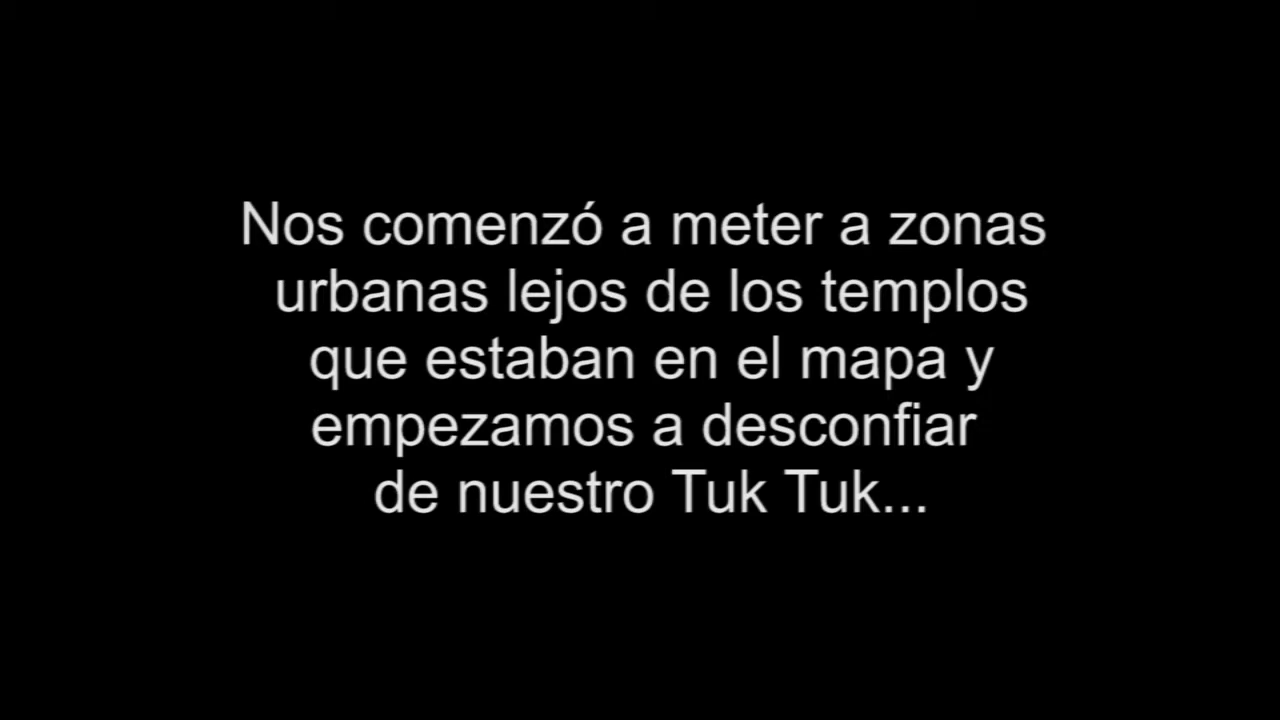 Nos comenzó a meter a zonas
urbanas lejos de los templos
que estaban en el mapa y
empezamos a desconfiar
de nuestro Tuk Tuk...